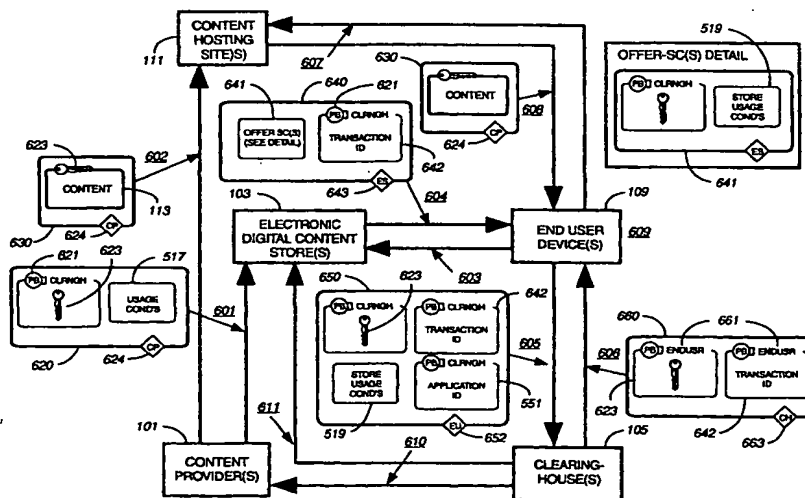 CONTENT
HOSTING
SITE(S)
111
607
519
OFFER-SC(S) DETAIL
PB CLRNGH
STORE
USAGE
COND'S
ES
641
630
CONTENT
CP
624
608
640
641
621
OFFER SC(S)
(SEE DETAIL)
PB CLRNGH
TRANSACTION
ID
642
643
ES
604
623
602
CONTENT
113
630
624
CP
103
ELECTRONIC
DIGITAL CONTENT
STORE(S)
109
END USER
DEVICE(S)
609
603
621
623
517
PB CLRNGH
USAGE
COND'S
601
620
624
CP
650
623
642
PB CLRNGH
PB CLRNGH
TRANSACTION
ID
605
STORE
USAGE
COND'S
PB CLRNGH
APPLICATION
ID
519
551
EU
652
660
661
606
PB ENDUSR
PB ENDUSR
TRANSACTION
ID
623
642
CH
663
611
101
CONTENT
PROVIDER(S)
610
105
CLEARING-
HOUSE(S)